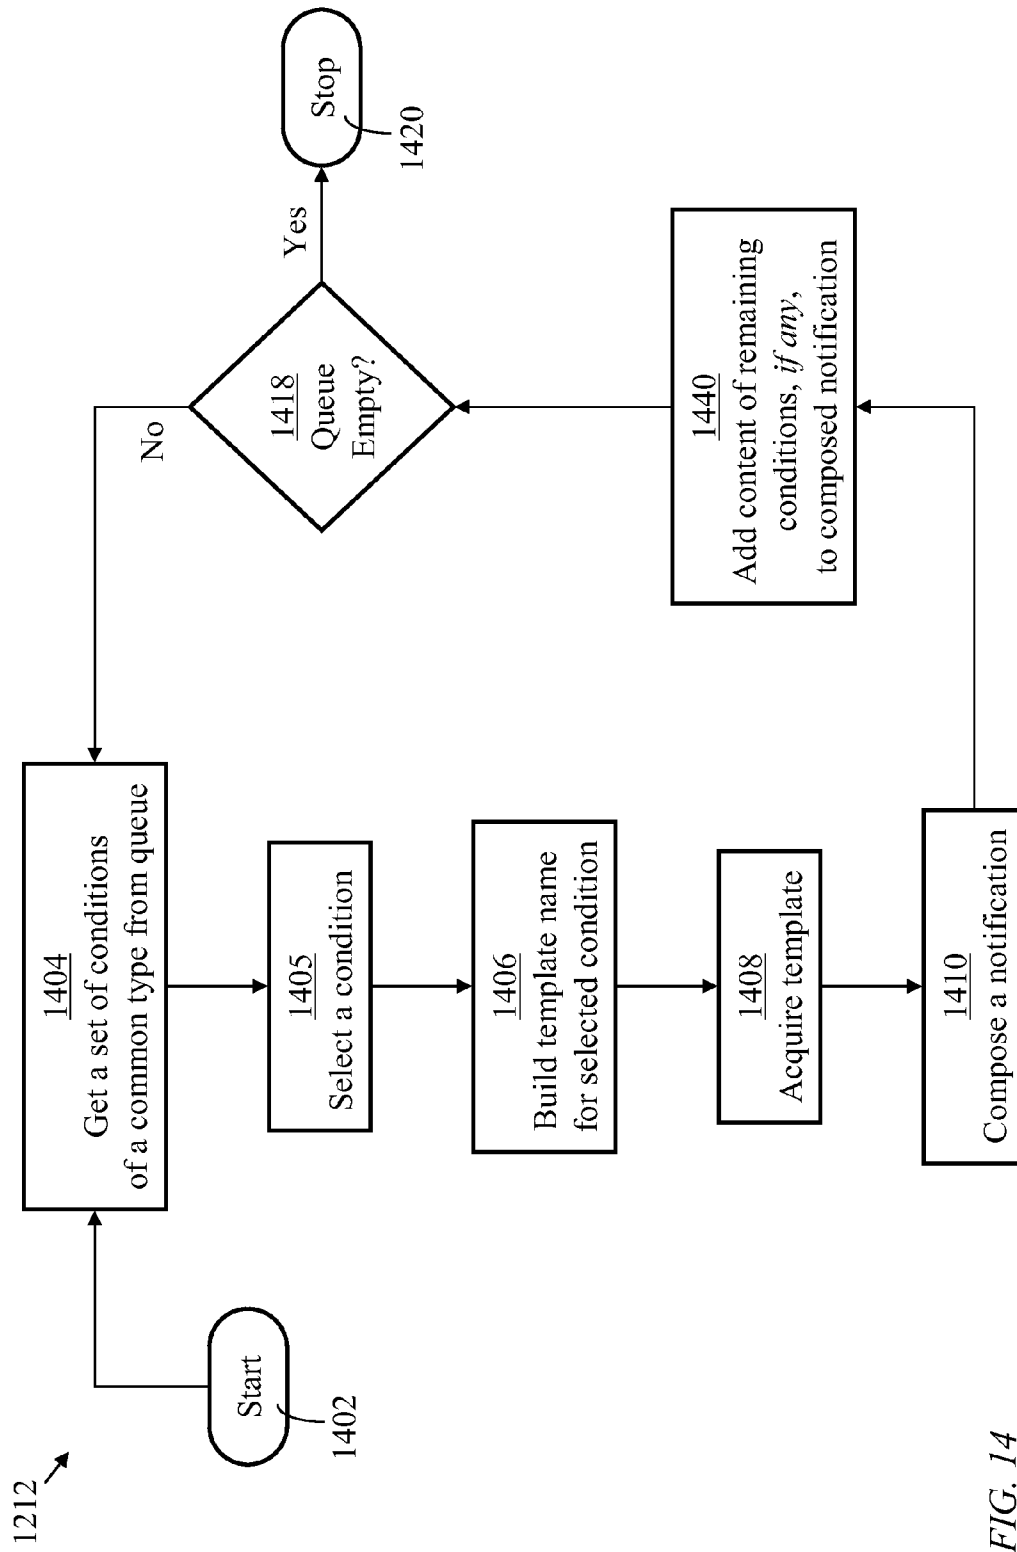 1212
Start
1402
1404
Get a set of conditions
of a common type from queue
1405
Select a condition
1406
Build template name
for selected condition
1408
Acquire template
1410
Compose a notification
1440
Add content of remaining
conditions, if any,
to composed notification
1418
Queue
Empty?
No
Yes
Stop
1420
FIG. 14